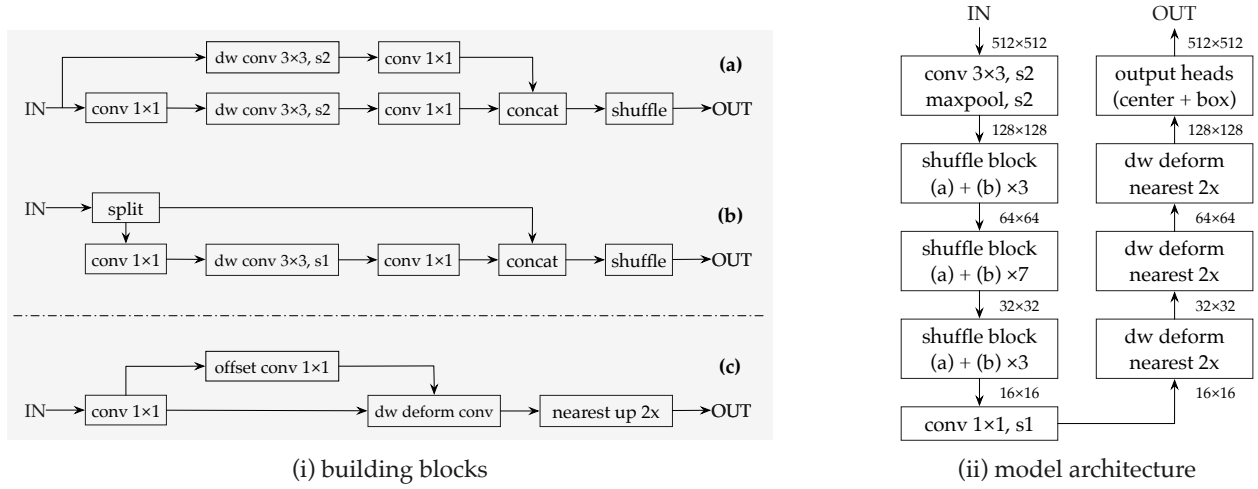 dw conv 3×3, s2
conv 1×1
(a)
IN
conv 1×1
dw conv 3×3, s2
conv 1×1
concat
shuffle
OUT
IN
split
(b)
conv 1×1
dw conv 3×3, s1
conv 1×1
concat
shuffle
OUT
offset conv 1×1
(c)
IN
conv 1×1
dw deform conv
nearest up 2x
OUT
(i) building blocks
IN
512×512
conv 3×3, s2
maxpool, s2
128×128
shuffle block
(a) + (b) ×3
64×64
shuffle block
(a) + (b) ×7
32×32
shuffle block
(a) + (b) ×3
16×16
conv 1×1, s1
OUT
512×512
output heads
(center + box)
128×128
dw deform
nearest 2x
64×64
dw deform
nearest 2x
32×32
dw deform
nearest 2x
16×16
(ii) model architecture